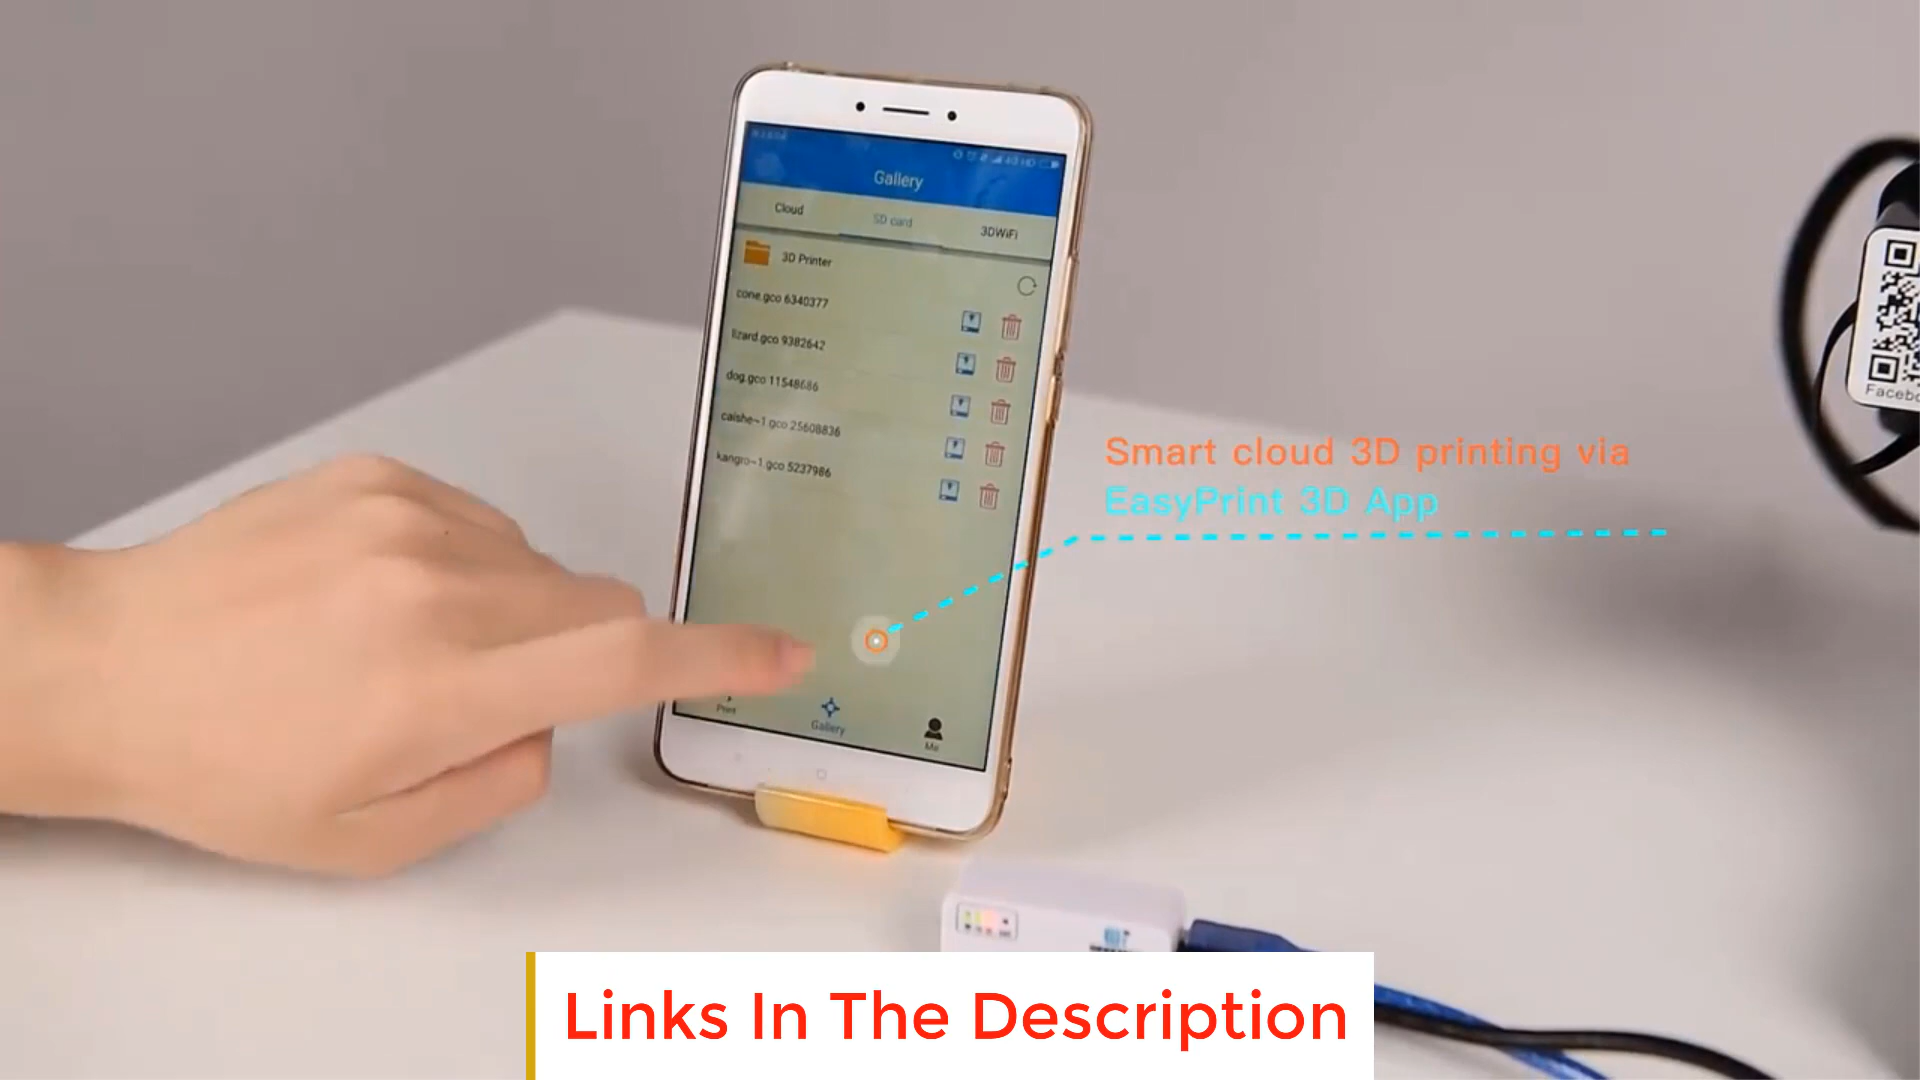 Gallery
Cloud
SD card
3DWiFi
3D Printer
cone.gco 6340377
lizard.gco 9382642
dog.gco 11548686
caishe~1.gco 25608836
kangro~1.gco 5237986
Print
Gallery
Me
Smart cloud 3D printing via
EasyPrint 3D App
Links In The Description